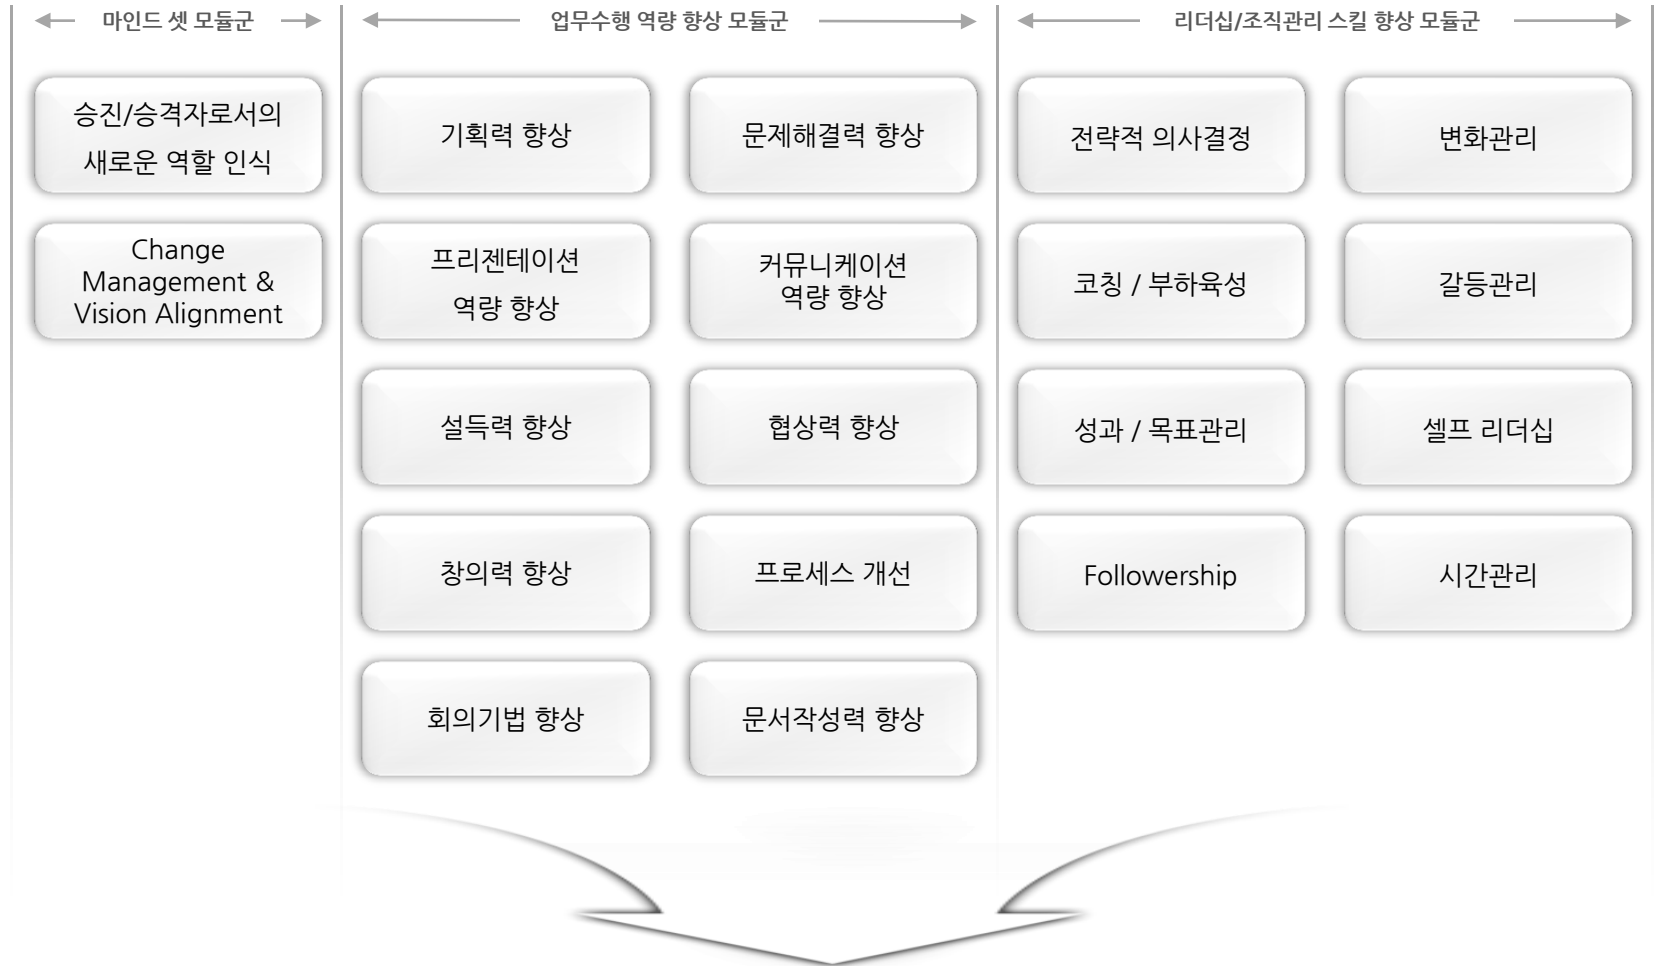 마인드 셋 모듈군
업무수행 역량 향상 모듈군
리더십/조직관리 스킬 향상 모듈군
승진/승격자로서의
새로운 역할 인식
기획력 향상
문제해결력 향상
전략적 의사결정
변화관리
Change
Management &
Vision Alignment
프리젠테이션
역량 향상
커뮤니케이션
역량 향상
코칭 / 부하육성
갈등관리
설득력 향상
협상력 향상
성과 / 목표관리
셀프 리더십
창의력 향상
프로세스 개선
Followership
시간관리
회의기법 향상
문서작성력 향상